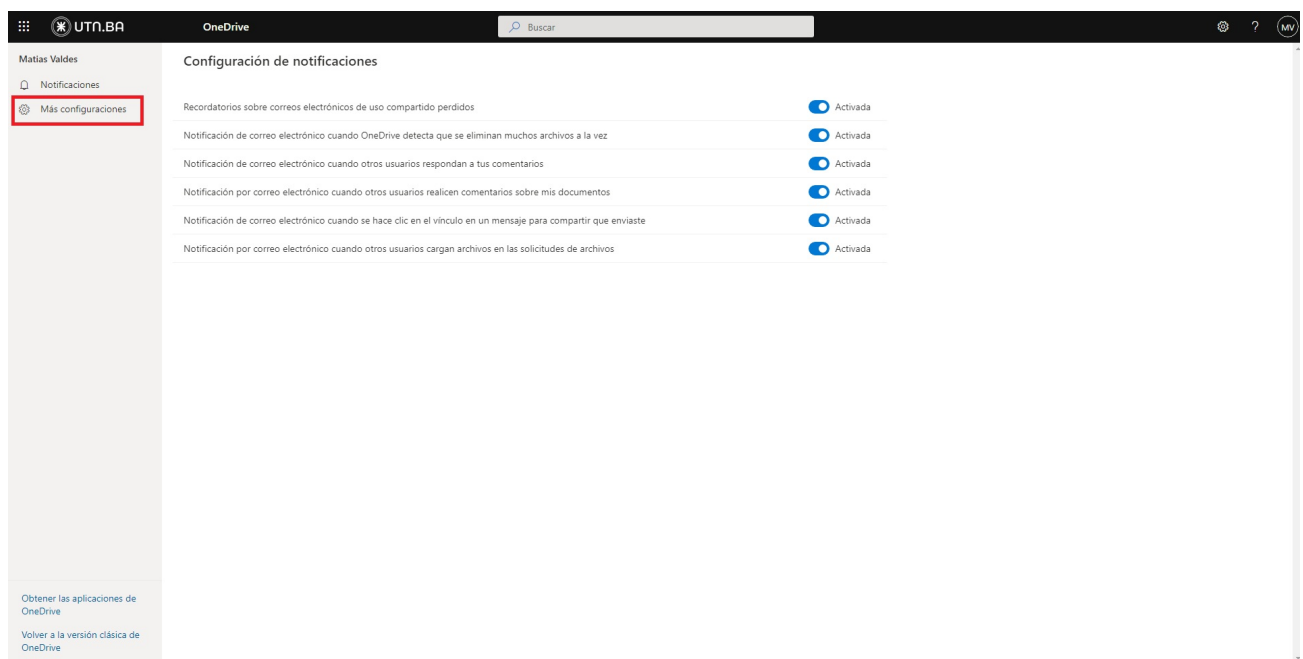 UTN.BA
OneDrive
Buscar
?
MV
Matias Valdes
Notificaciones
Más configuraciones
Configuración de notificaciones
Recordatorios sobre correos electrónicos de uso compartido perdidos Activada
Notificación de correo electrónico cuando OneDrive detecta que se eliminan muchos archivos a la vez Activada
Notificación de correo electrónico cuando otros usuarios respondan a tus comentarios Activada
Notificación por correo electrónico cuando otros usuarios realicen comentarios sobre mis documentos Activada
Notificación de correo electrónico cuando se hace clic en el vínculo en un mensaje para compartir que enviaste Activada
Notificación por correo electrónico cuando otros usuarios cargan archivos en las solicitudes de archivos Activada
Obtener las aplicaciones de
OneDrive
Volver a la versión clásica de
OneDrive